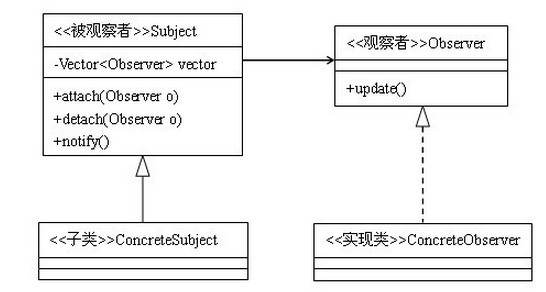 <<被观察者>>Subject
-Vector<Observer> vector
+attach(Observer o)
+detach(Observer o)
+notify()
<<观察者>>Observer
+update()
<<子类>>ConcreteSubject
<<实现类>>ConcreteObserver